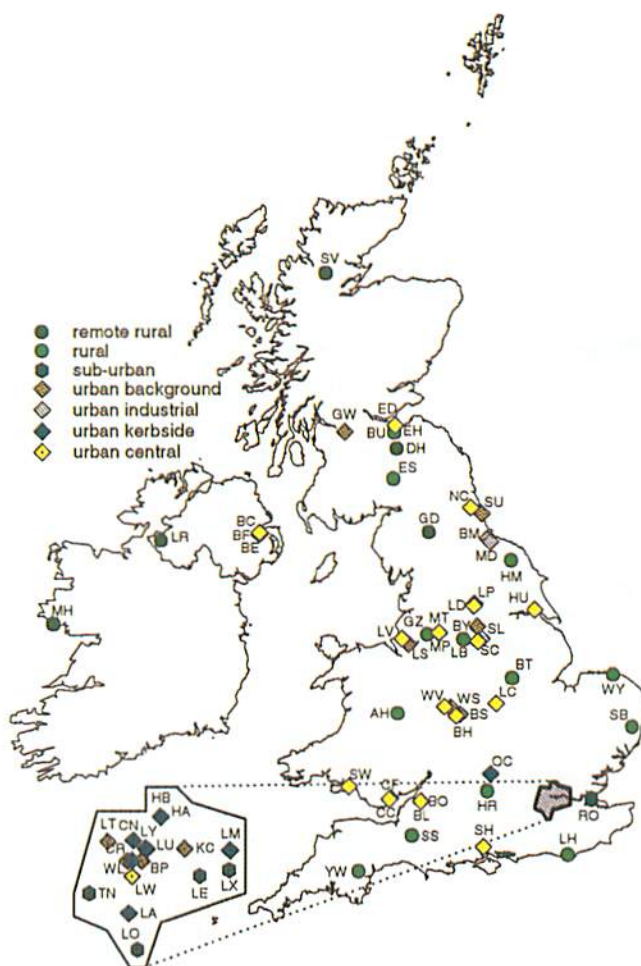 SV
remote rural
rural
sub-urban
urban background
urban industrial
urban kerbside
urban central
GW
ED
BU
EH
DH
ES
NC
SU
BC
BF
BE
LR
GD
BM
MD
HM
MH
LP
LD
HU
GZ
MT
BY
SL
LV
LS
MP
LB
SC
BT
WY
WV
WS
LC
AH
BS
SB
BH
OC
SW
CF
CC
BO
BL
HR
RO
SS
SH
LH
YW
HB
HA
LT
CN
LY
CR
LU
KC
LM
WL
BP
LW
TN
LE
LX
LA
LO